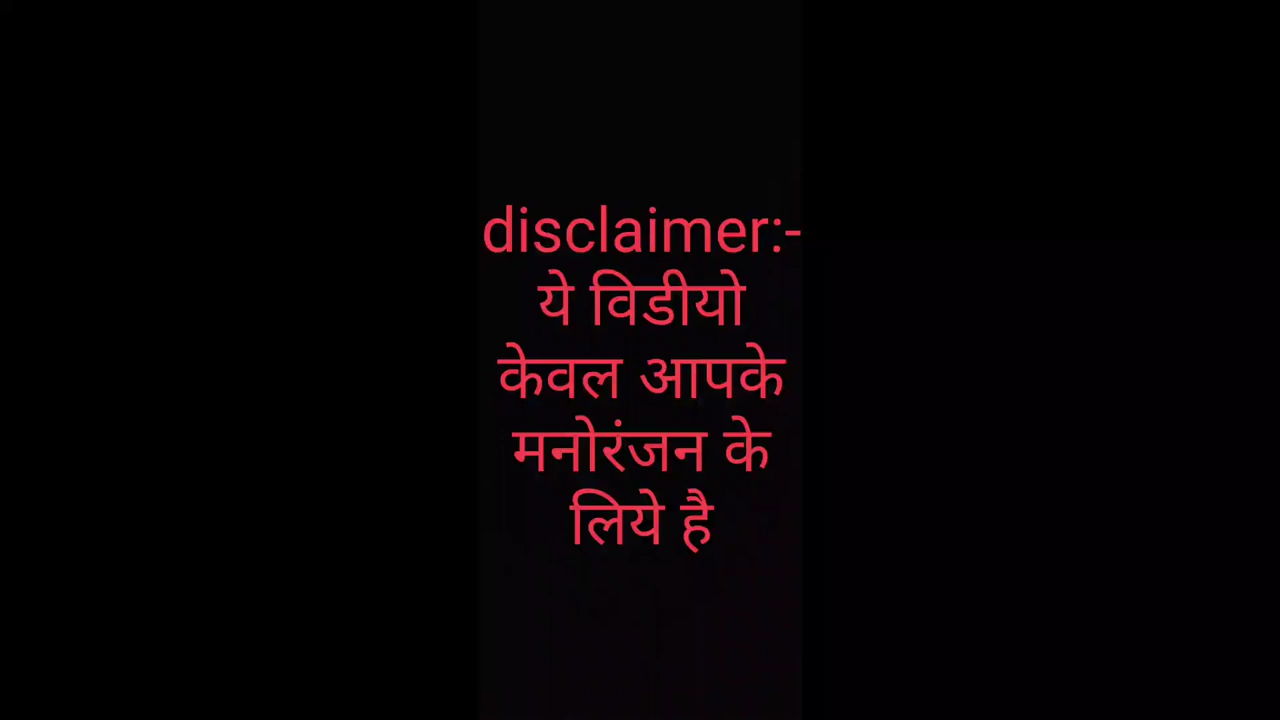 disclaimer:-
ये विडीयो
केवल आपके
मनोरंजन के
लिये है